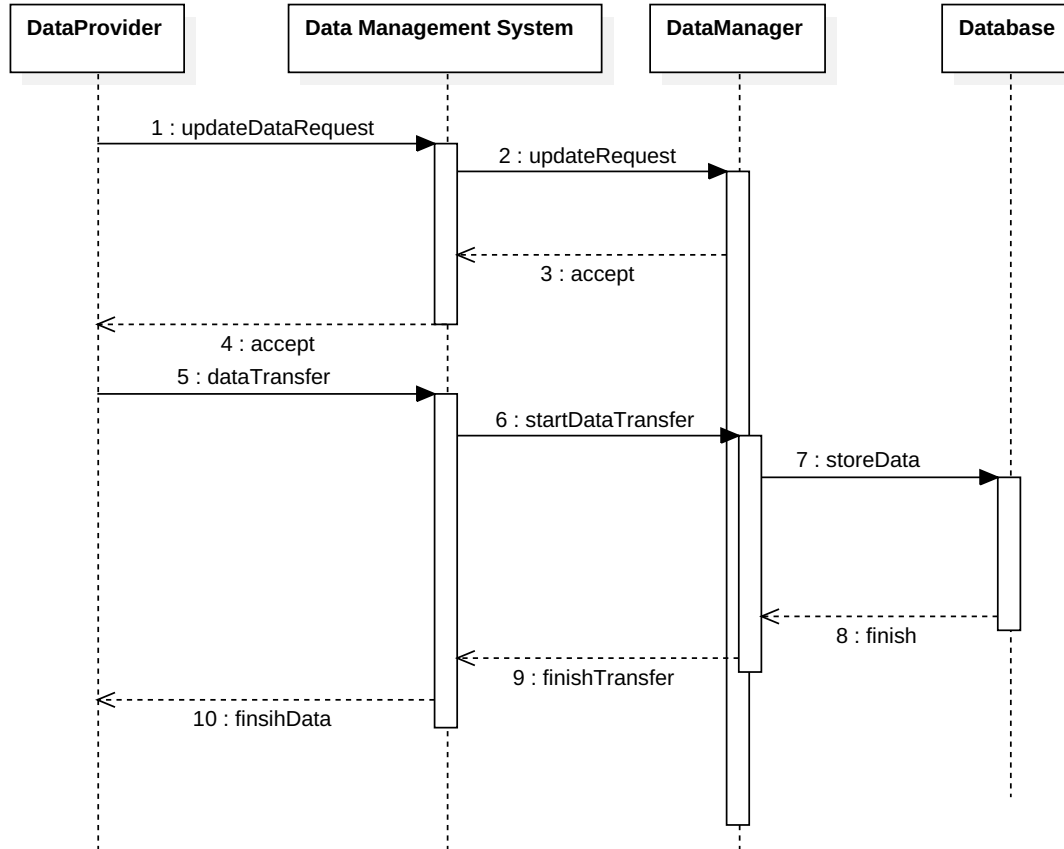 DataProvider
Data Management System
DataManager
Database
1 : updateDataRequest
2 : updateRequest
3 : accept
4 : accept
5 : dataTransfer
6 : startDataTransfer
7 : storeData
8 : finish
9 : finishTransfer
10 : finsihData